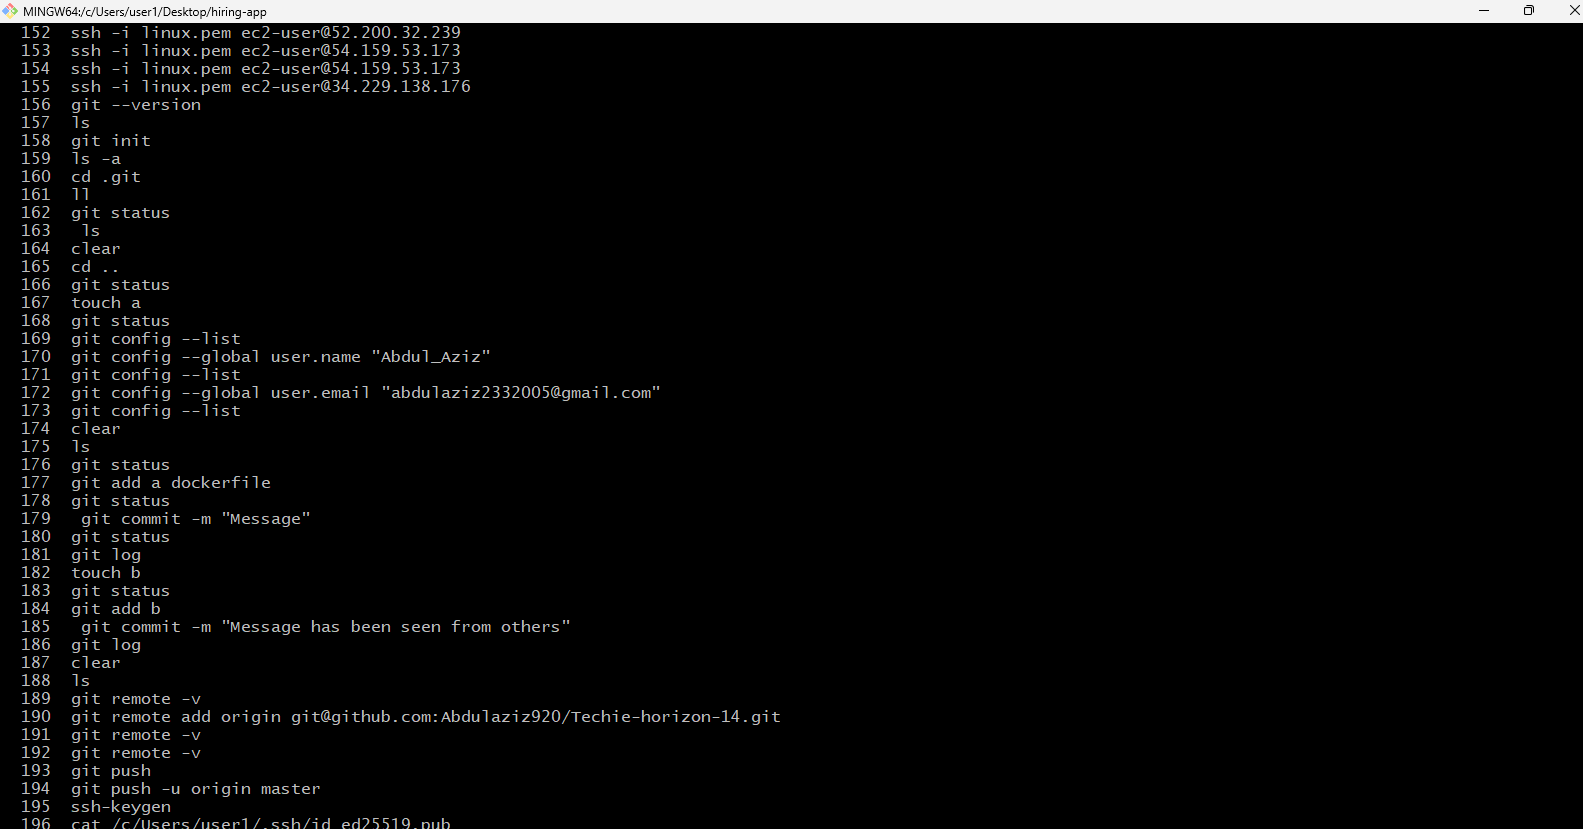 MINGW64:/c/Users/user1/Desktop/hiring-app
152 ssh -i linux.pem ec2-user@52.200.32.239
153 ssh -i linux.pem ec2-user@54.159.53.173
154 ssh -i linux.pem ec2-user@54.159.53.173
155 ssh -i linux.pem ec2-user@34.229.138.176
156 git --version
157 ls
158 git init
159 ls -a
160 cd .git
161 ll
162 git status
163  ls
164 clear
165 cd ..
166 git status
167 touch a
168 git status
169 git config --list
170 git config --global user.name "Abdul_Aziz"
171 git config --list
172 git config --global user.email "abdulaziz2332005@gmail.com"
173 git config --list
174 clear
175 ls
176 git status
177 git add a dockerfile
178 git status
179  git commit -m "Message"
180 git status
181 git log
182 touch b
183 git status
184 git add b
185  git commit -m "Message has been seen from others"
186 git log
187 clear
188 ls
189 git remote -v
190 git remote add origin git@github.com:Abdulaziz920/Techie-horizon-14.git
191 git remote -v
192 git remote -v
193 git push
194 git push -u origin master
195 ssh-keygen
196 cat /c/Users/user1/.ssh/id_ed25519.pub